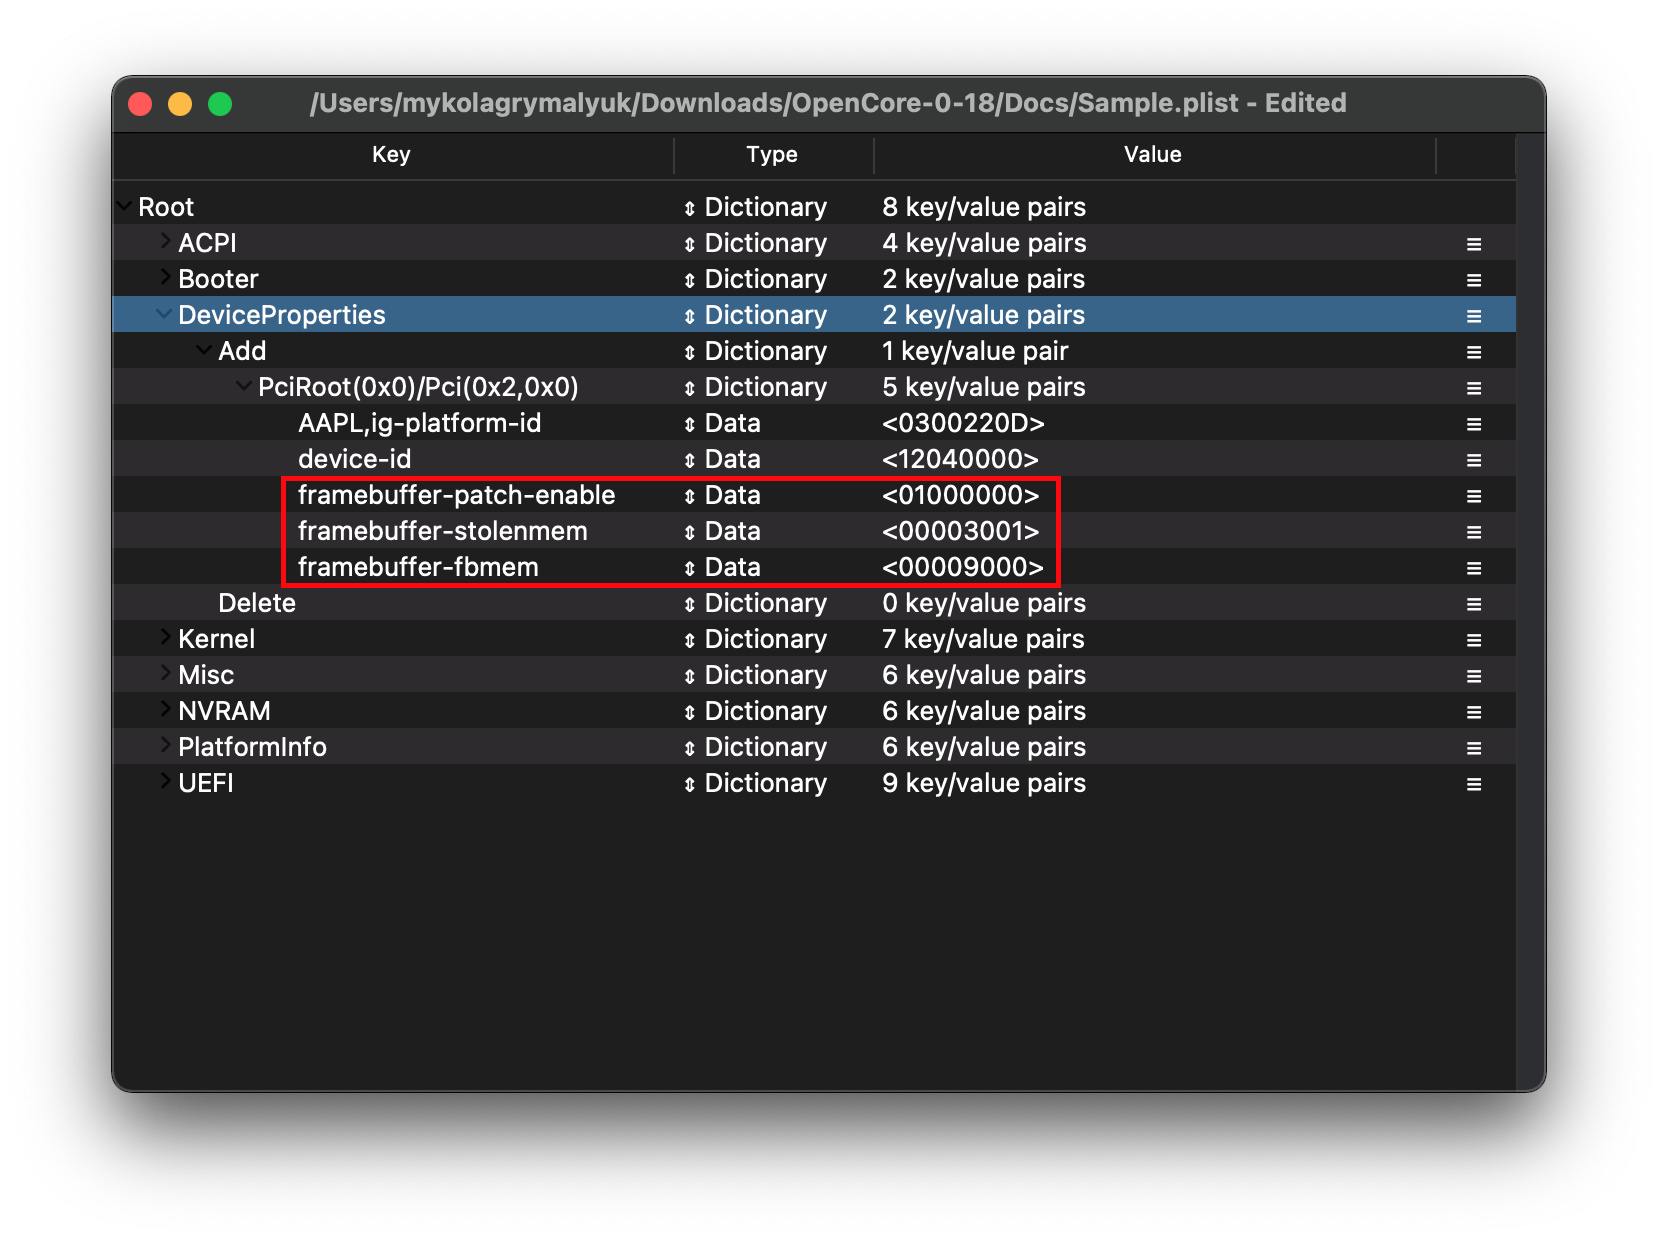 /Users/mykolagrymalyuk/Downloads/OpenCore-0-18/Docs/Sample.plist - Edited
Key Type Value
Root Dictionary 8 key/value pairs
ACPI Dictionary 4 key/value pairs
Booter Dictionary 2 key/value pairs
DeviceProperties Dictionary 2 key/value pairs
Add Dictionary 1 key/value pair
PciRoot(0x0)/Pci(0x2,0x0) Dictionary 5 key/value pairs
AAPL,ig-platform-id Data <0300220D>
device-id Data <12040000>
framebuffer-patch-enable Data <01000000>
framebuffer-stolenmem Data <00003001>
framebuffer-fbmem Data <00009000>
Delete Dictionary 0 key/value pairs
Kernel Dictionary 7 key/value pairs
Misc Dictionary 6 key/value pairs
NVRAM Dictionary 6 key/value pairs
PlatformInfo Dictionary 6 key/value pairs
UEFI Dictionary 9 key/value pairs